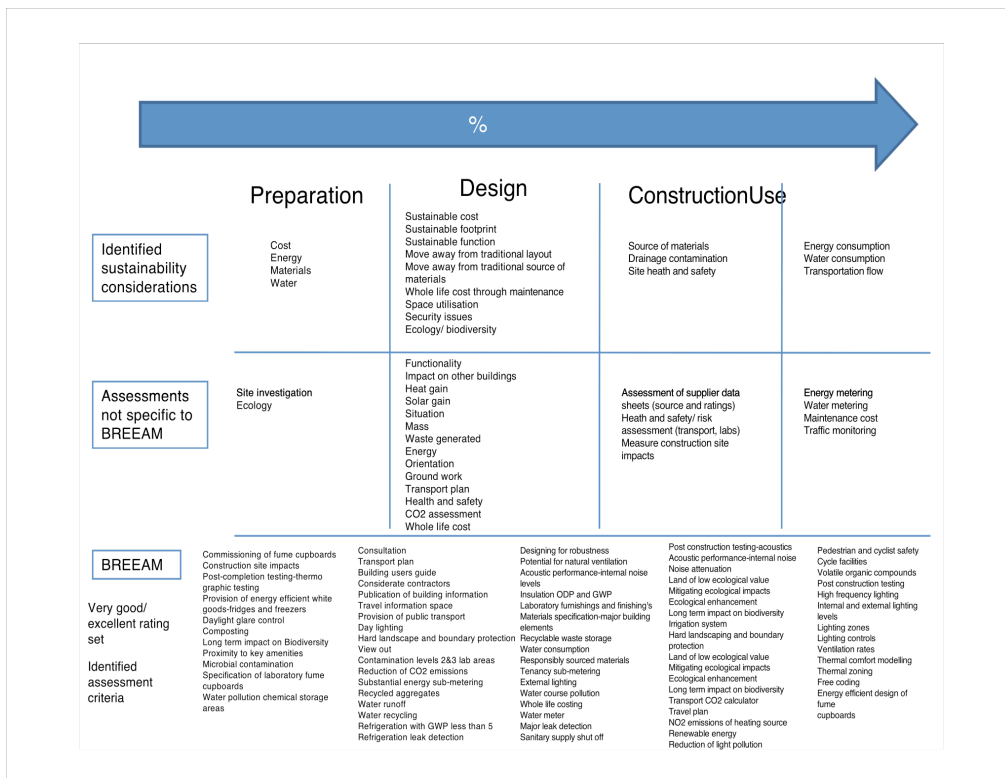 %
Preparation
Design
ConstructionUse
Identified
sustainability
considerations
Cost
Energy
Materials
Water
Sustainable cost
Sustainable footprint
Sustainable function
Move away from traditional layout
Move away from traditional source of
materials
Whole life cost through maintenance
Space utilisation
Security issues
Ecology/ biodiversity
Source of materials
Drainage contamination
Site heath and safety
Energy consumption
Water consumption
Transportation flow
Assessments
not specific to
BREEAM
Site investigation
Ecology
Functionality
Impact on other buildings
Heat gain
Solar gain
Situation
Mass
Waste generated
Energy
Orientation
Ground work
Transport plan
Health and safety
CO2 assessment
Whole life cost
Assessment of supplier data
sheets (source and ratings)
Heath and safety/ risk
assessment (transport, labs)
Measure construction site
impacts
Energy metering
Water metering
Maintenance cost
Traffic monitoring
BREEAM
Very good/
excellent rating
set
Identified
assessment
criteria
Commissioning of fume cupboards
Construction site impacts
Post-completion testing-thermo
graphic testing
Provision of energy efficient white
goods-fridges and freezers
Daylight glare control
Composting
Long term impact on Biodiversity
Proximity to key amenities
Microbial contamination
Specification of laboratory fume
cupboards
Water pollution chemical storage
areas
Consultation
Transport plan
Building users guide
Considerate contractors
Publication of building information
Travel information space
Provision of public transport
Day lighting
Hard landscape and boundary protection
View out
Contamination levels 2&3 lab areas
Reduction of CO2 emissions
Substantial energy sub-metering
Recycled aggregates
Water runoff
Water recycling
Refrigeration with GWP less than 5
Refrigeration leak detection
Designing for robustness
Potential for natural ventilation
Acoustic performance-internal noise
levels
Insulation ODP and GWP
Laboratory furnishings and finishing's
Materials specification-major building
elements
Recyclable waste storage
Water consumption
Responsibly sourced materials
Tenancy sub-metering
External lighting
Water course pollution
Whole life costing
Water meter
Major leak detection
Sanitary supply shut off
Post construction testing-acoustics
Acoustic performance-internal noise
Noise attenuation
Land of low ecological value
Mitigating ecological impacts
Ecological enhancement
Long term impact on biodiversity
Irrigation system
Hard landscaping and boundary
protection
Land of low ecological value
Mitigating ecological impacts
Ecological enhancement
Long term impact on biodiversity
Transport CO2 calculator
Travel plan
NO2 emissions of heating source
Renewable energy
Reduction of light pollution
Pedestrian and cyclist safety
Cycle facilities
Volatile organic compounds
Post construction testing
High frequency lighting
Internal and external lighting
levels
Lighting zones
Lighting controls
Ventilation rates
Thermal comfort modelling
Thermal zoning
Free coding
Energy efficient design of
fume
cupboards